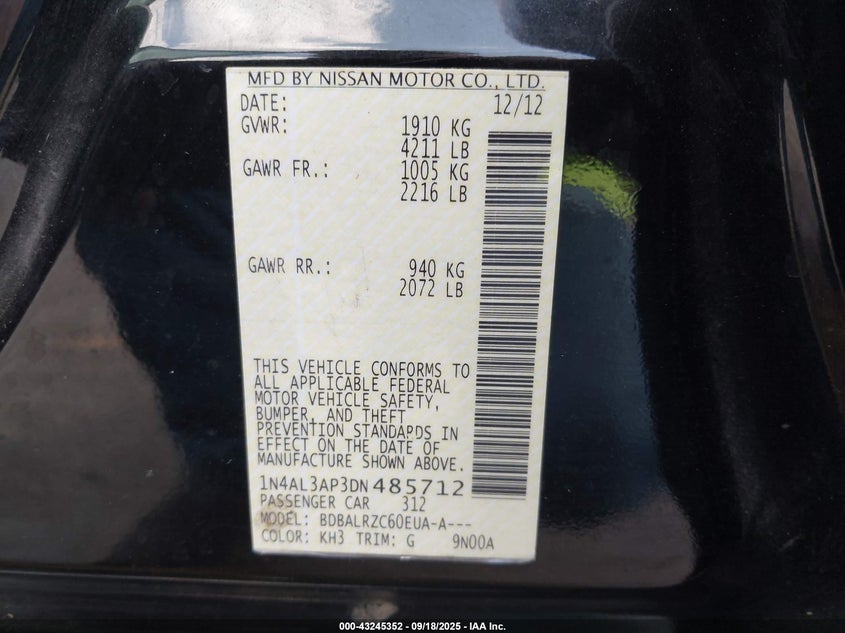 MFD BY NISSAN MOTOR CO., LTD.
DATE: 12/12
GVWR: 1910 KG
4211 LB
GAWR FR.: 1005 KG
2216 LB
GAWR RR.: 940 KG
2072 LB
THIS VEHICLE CONFORMS TO
ALL APPLICABLE FEDERAL
MOTOR VEHICLE SAFETY,
BUMPER, AND THEFT
PREVENTION STANDARDS IN
EFFECT ON THE DATE OF
MANUFACTURE SHOWN ABOVE.
1N4AL3AP3DN485712
PASSENGER CAR 312
MODEL: BDBALRZC60EUA-A---
COLOR: KH3 TRIM: G 9N00A
000-43245352 - 09/18/2025 - IAA Inc.